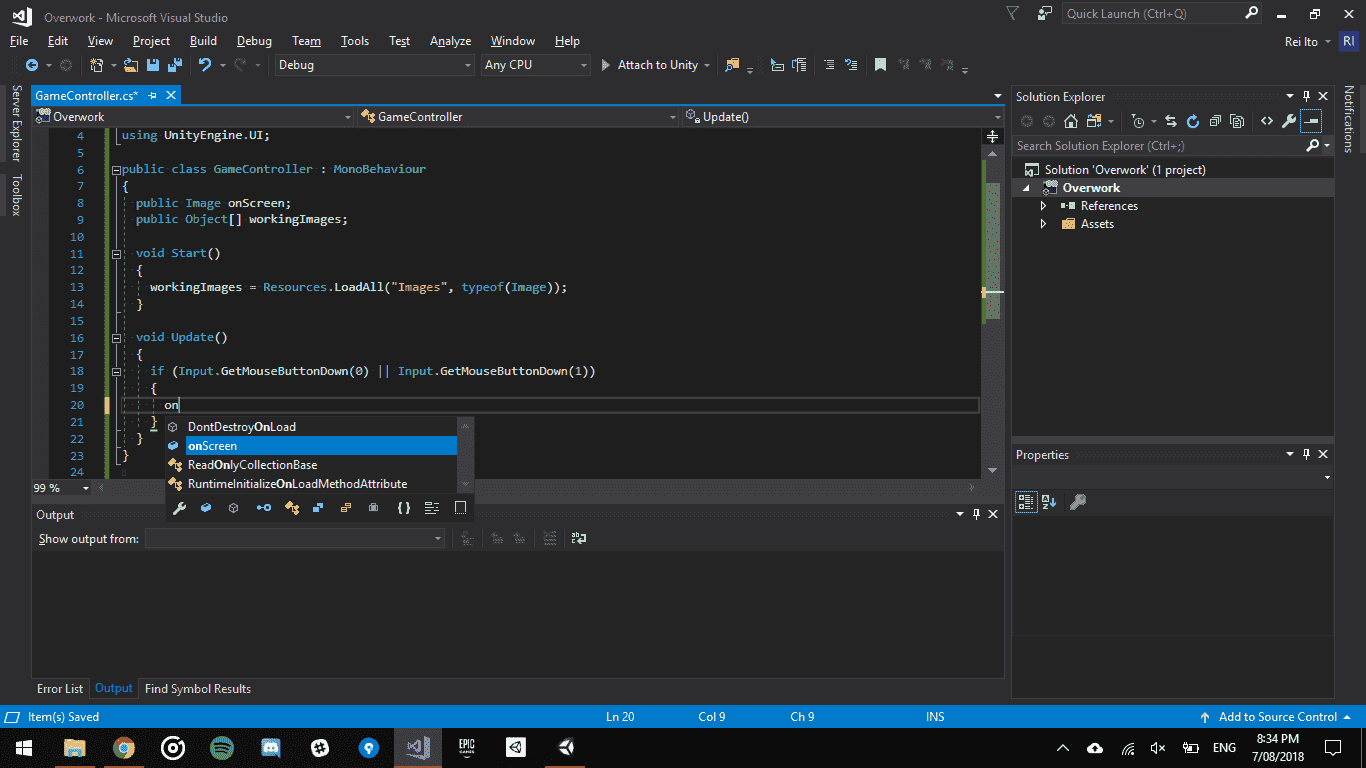 Overwork - Microsoft Visual Studio
Quick Launch (Ctrl+Q)
File Edit View Project Build Debug Team Tools Test Analyze Window Help
Rei Ito RI
Debug Any CPU Attach to Unity
Server Explorer
Toolbox
Notifications
GameController.cs*
Overwork GameController Update()
4 using UnityEngine.UI;
5
6 public class GameController : MonoBehaviour
7 {
8 public Image onScreen;
9 public Object[] workingImages;
10
11 void Start()
12 {
13 workingImages = Resources.LoadAll("Images", typeof(Image));
14 }
15
16 void Update()
17 {
18 if (Input.GetMouseButtonDown(0) || Input.GetMouseButtonDown(1))
19 {
20 on
21 }
22 }
23 }
24
DontDestroyOnLoad
onScreen
ReadOnlyCollectionBase
RuntimeInitializeOnLoadMethodAttribute
99 %
Output
Show output from:
Error List Output Find Symbol Results
Solution Explorer
Search Solution Explorer (Ctrl+;)
Solution 'Overwork' (1 project)
Overwork
References
Assets
Properties
Item(s) Saved Ln 20 Col 9 Ch 9 INS Add to Source Control
EPIC
GAMES
ENG
8:34 PM
7/08/2018